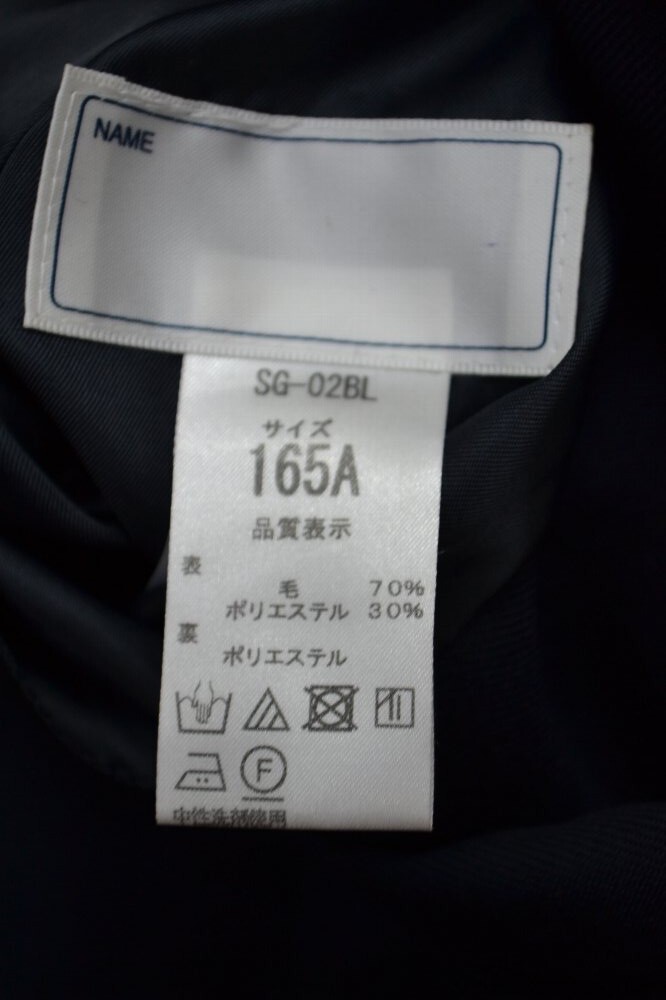 NAME
SG-02BL
サイズ
165A
品質表示
表
毛 70%
ポリエステル 30%
裏
ポリエステル
F
中性洗剤使用